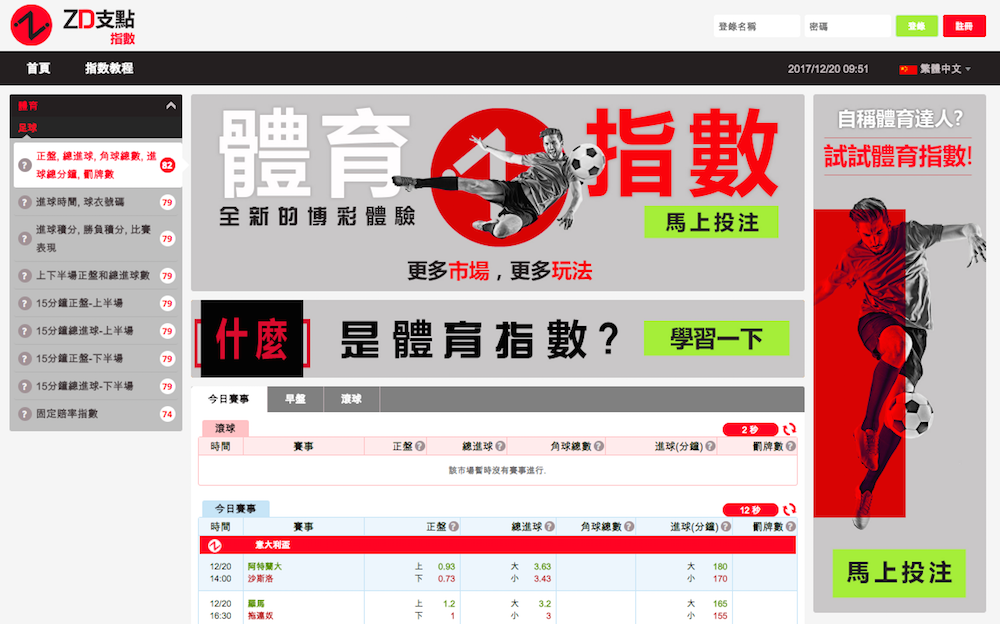 ZD支點
指數
登錄名稱
密碼
登錄
註冊
首頁
指數教程
2017/12/20 09:51
繁體中文
體育
足球
正盤, 總進球, 角球總數, 進
球總分鐘, 罰牌數
82
進球時間, 球衣號碼
79
進球積分, 勝負積分, 比賽
表現
79
上下半場正盤和總進球數
79
15分鐘正盤-上半場
79
15分鐘總進球-上半場
79
15分鐘正盤-下半場
79
15分鐘總進球-下半場
79
固定賠率指數
74
體育指數
全新的博彩體驗
馬上投注
更多市場，更多玩法
什麼是體育指數？
學習一下
今日賽事
早盤
滾球
滾球
2 秒
時間 賽事 正盤 總進球 角球總數 進球(分鐘) 罰牌數
該市場暫時沒有賽事進行.
今日賽事
12 秒
時間 賽事 正盤 總進球 角球總數 進球(分鐘) 罰牌數
意大利盃
12/20 阿特蘭大 上 0.93 大 3.63 大 180
14:00 沙斯洛 下 0.73 小 3.43 小 170
12/20 羅馬 上 1.2 大 3.2 大 165
16:30 拖連奴 下 1 小 3 小 155
自稱體育達人?
試試體育指數!
馬上投注